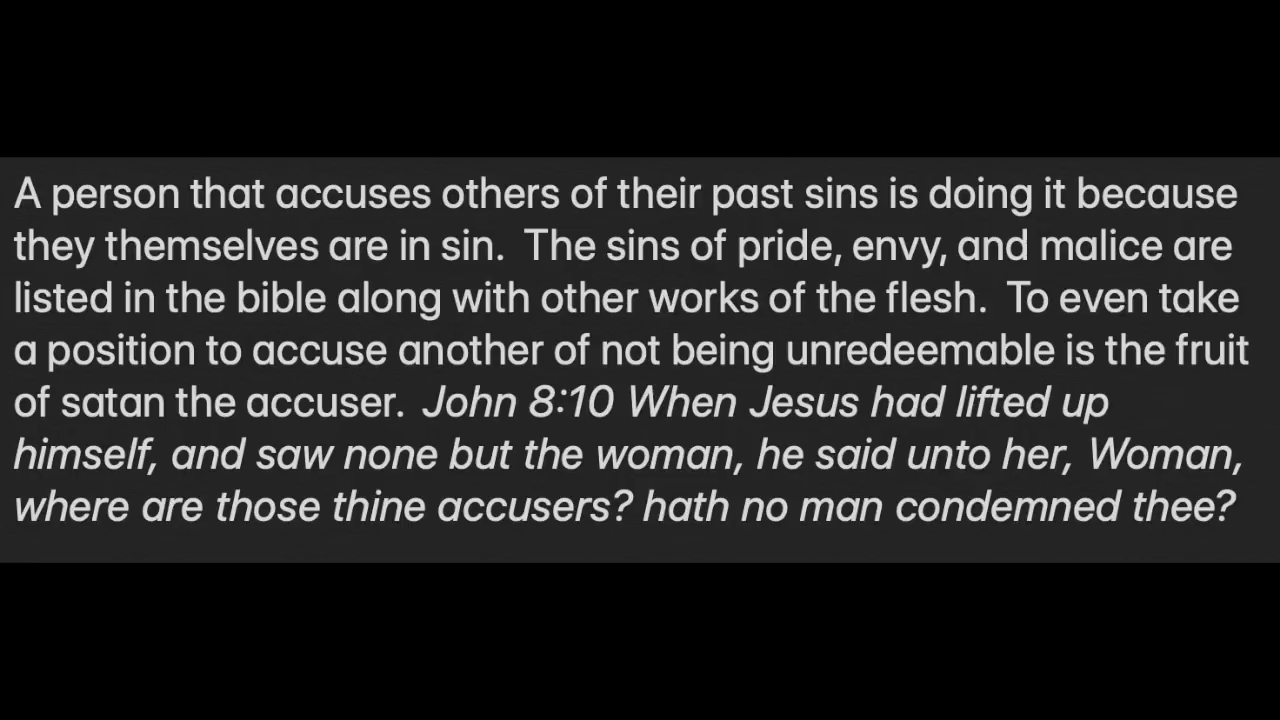 A person that accuses others of their past sins is doing it because
they themselves are in sin.  The sins of pride, envy, and malice are
listed in the bible along with other works of the flesh.  To even take
a position to accuse another of not being unredeemable is the fruit
of satan the accuser.  John 8:10 When Jesus had lifted up
himself, and saw none but the woman, he said unto her, Woman,
where are those thine accusers? hath no man condemned thee?